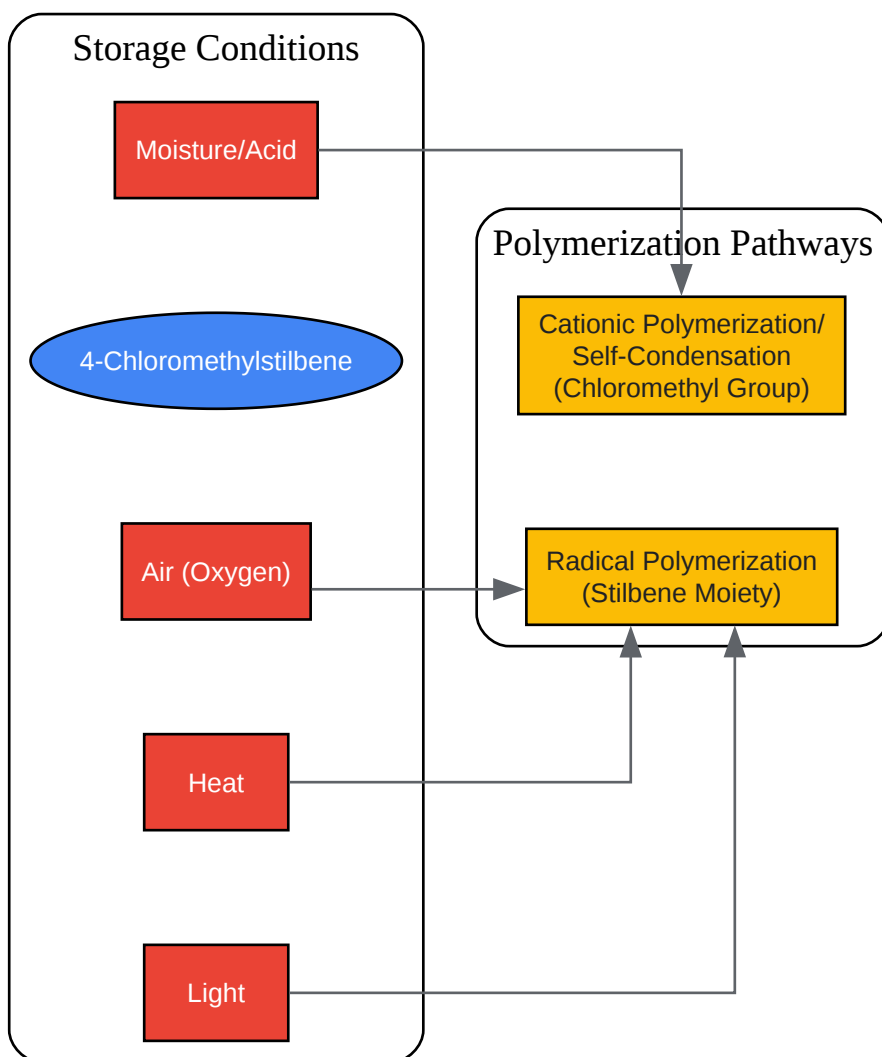 Storage Conditions
Moisture/Acid
4-Chloromethylstilbene
Air (Oxygen)
Heat
Light
Polymerization Pathways
Cationic Polymerization/
Self-Condensation
(Chloromethyl Group)
Radical Polymerization
(Stilbene Moiety)